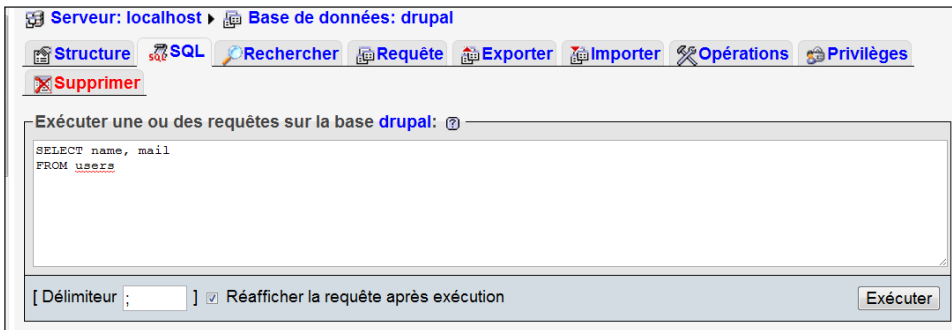 Serveur: localhost ▸ Base de données: drupal
Structure SQL Rechercher Requête Exporter Importer Opérations Privilèges
Supprimer
Exécuter une ou des requêtes sur la base drupal:
SELECT name, mail
FROM users
[ Délimiteur ; ] Réafficher la requête après exécution Exécuter